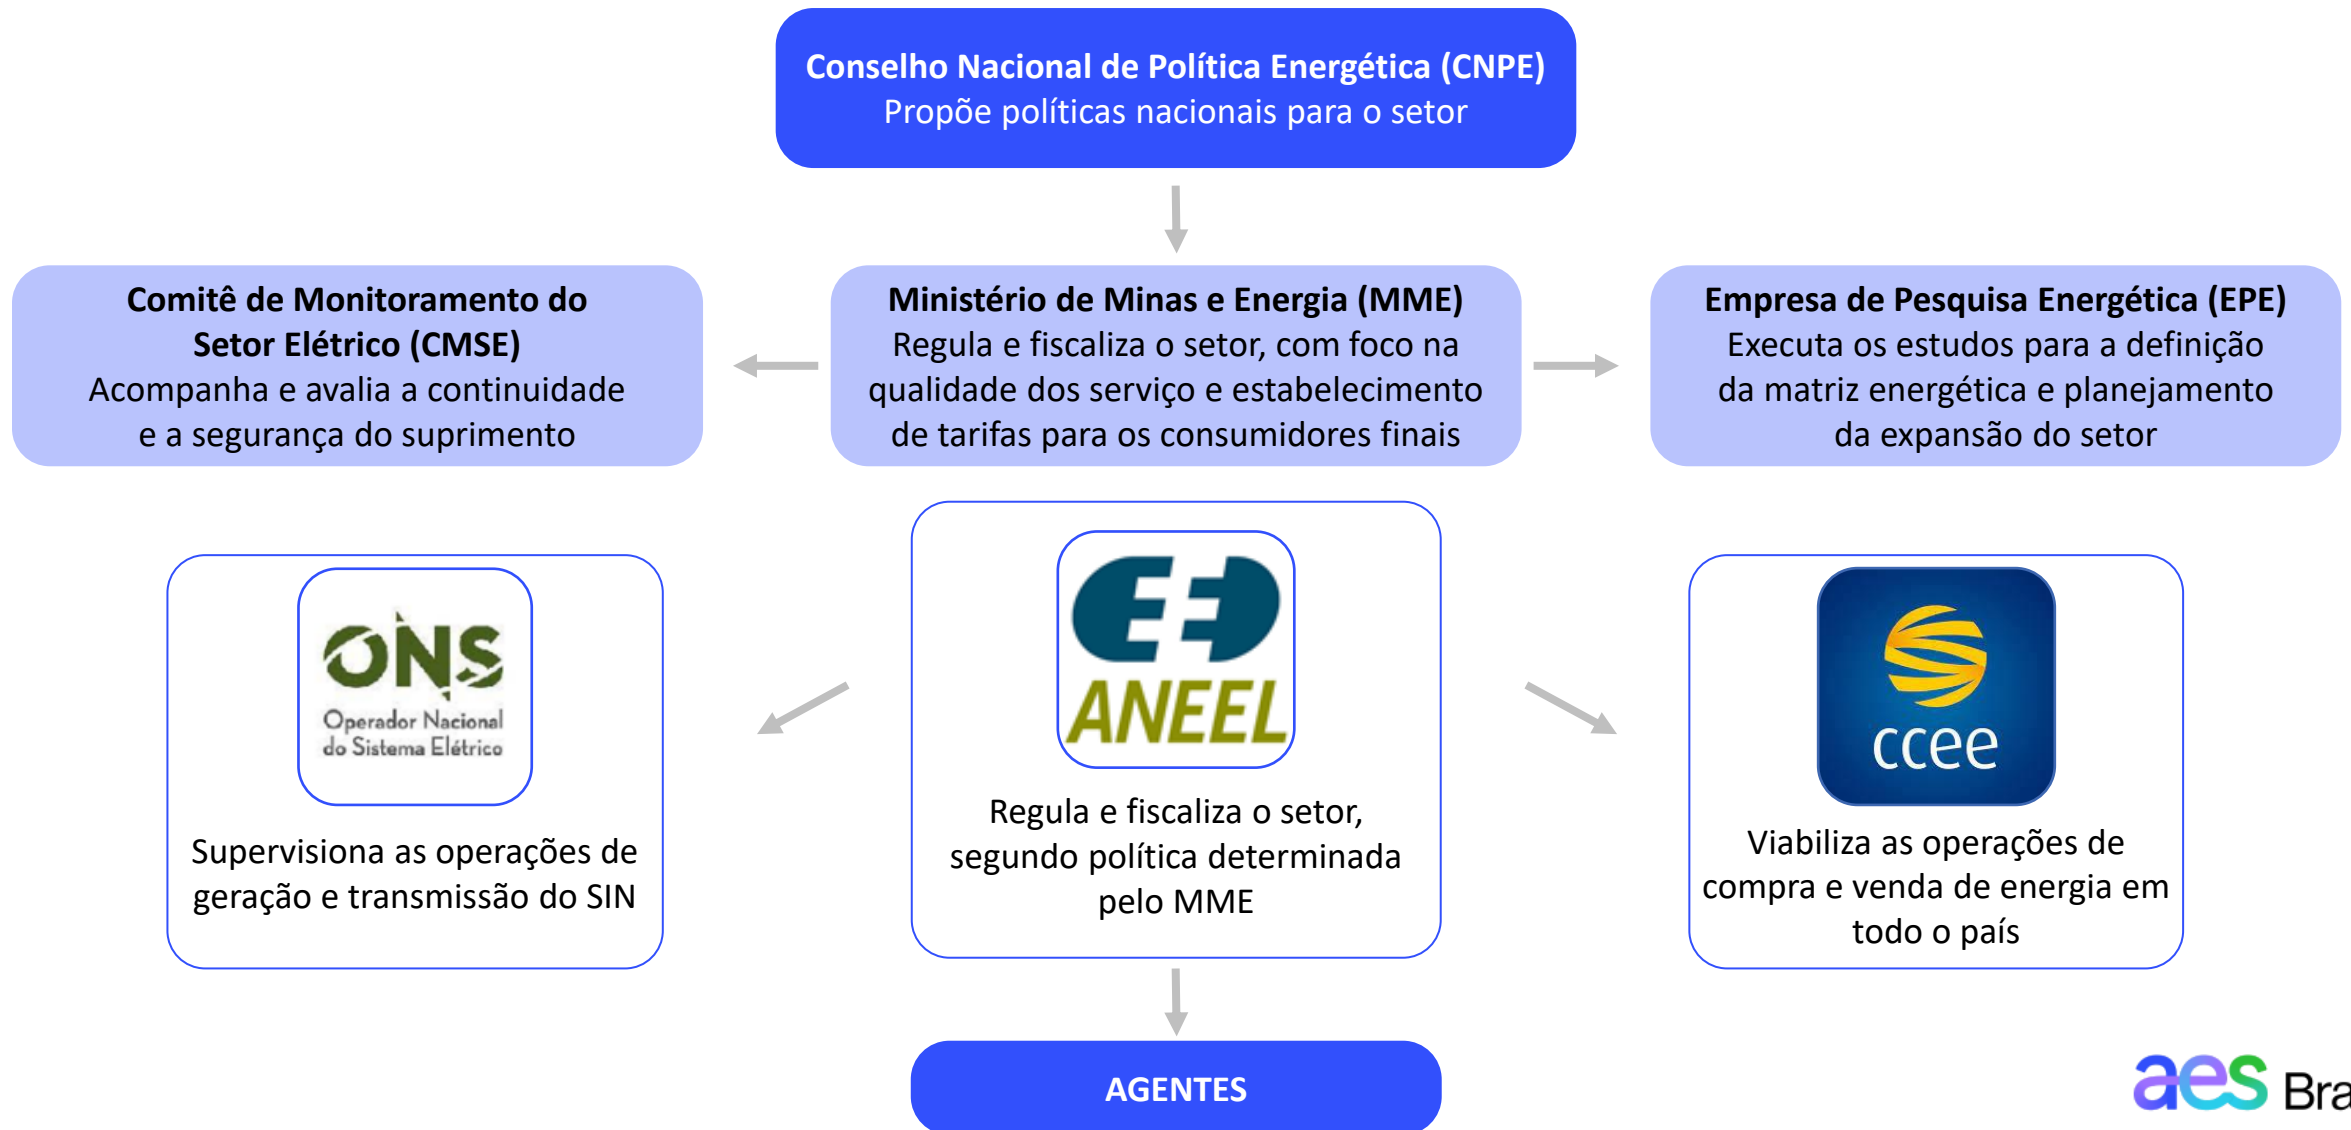 Conselho Nacional de Política Energética (CNPE)
Propõe políticas nacionais para o setor
Comitê de Monitoramento do
Setor Elétrico (CMSE)
Acompanha e avalia a continuidade
e a segurança do suprimento
Ministério de Minas e Energia (MME)
Regula e fiscaliza o setor, com foco na
qualidade dos serviço e estabelecimento
de tarifas para os consumidores finais
Empresa de Pesquisa Energética (EPE)
Executa os estudos para a definição
da matriz energética e planejamento
da expansão do setor
ONS
Operador Nacional
do Sistema Elétrico
Supervisiona as operações de
geração e transmissão do SIN
ANEEL
Regula e fiscaliza o setor,
segundo política determinada
pelo MME
ccee
Viabiliza as operações de
compra e venda de energia em
todo o país
AGENTES
aes Bra